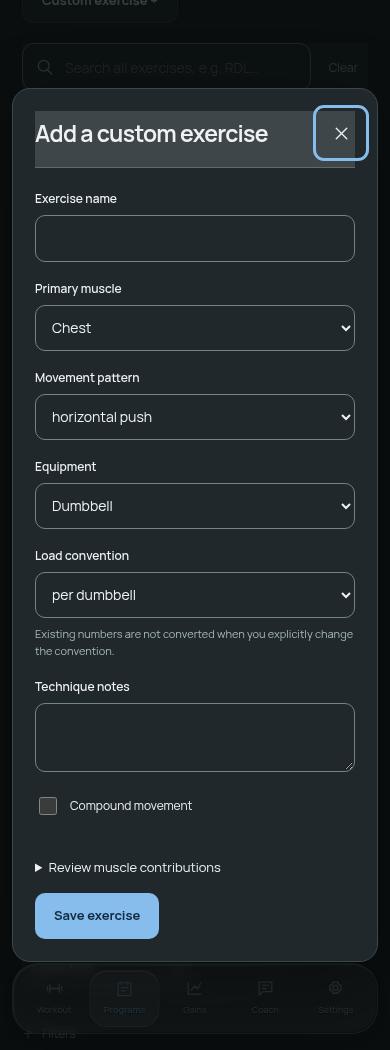 Custom exercise +
Search all exercises, e.g. RDL...
Clear
Add a custom exercise
Exercise name
Primary muscle
Chest
Movement pattern
horizontal push
Equipment
Dumbbell
Load convention
per dumbbell
Existing numbers are not converted when you explicitly change
the convention.
Technique notes
Compound movement
Review muscle contributions
Save exercise
Workout
Programs
Gains
Coach
Settings
Filters